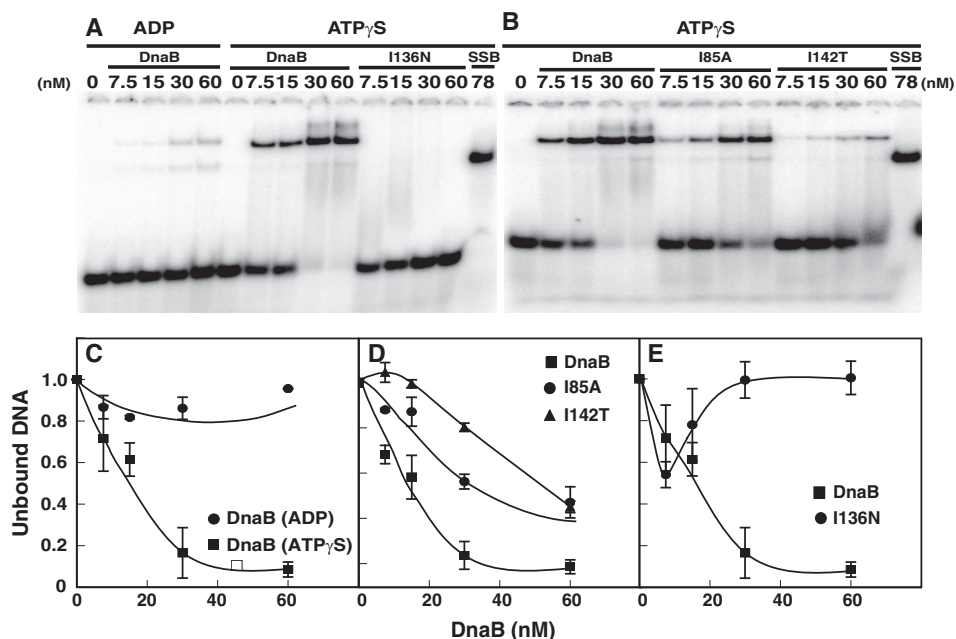 A ADP ATPγS
DnaB DnaB I136N SSB
(nM) 0 7.5 15 30 60 0 7.5 15 30 60 7.5 15 30 60 78
B ATPγS
DnaB I85A I142T SSB
0 7.5 15 30 60 7.5 15 30 60 7.5 15 30 60 78 (nM)
C
Unbound DNA
1.0
0.8
0.6
0.4
0.2
0
DnaB (ADP)
DnaB (ATPγS)
0 20 40 60
D
DnaB
I85A
I142T
0 20 40 60
E
DnaB
I136N
0 20 40 60
DnaB (nM)